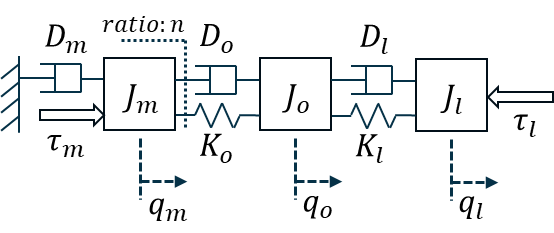 ratio: n
D_m
D_o
D_l
J_m
J_o
J_l
τ_m
K_o
K_l
τ_l
q_m
q_o
q_l